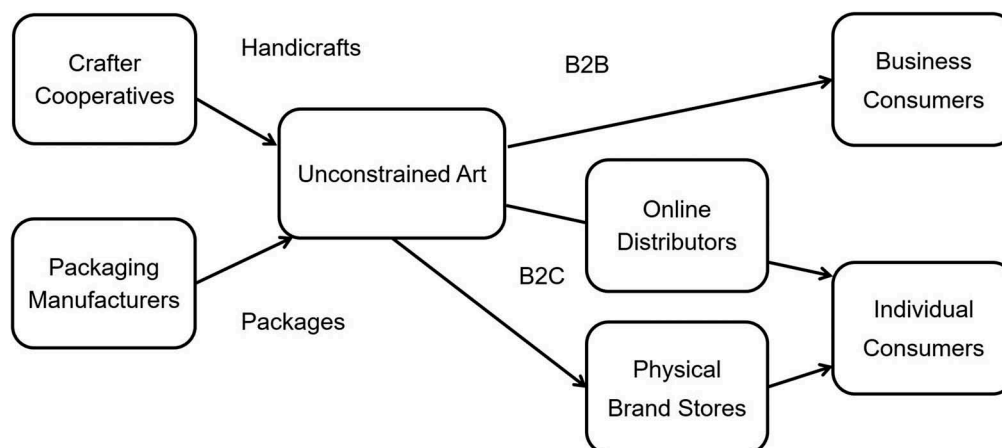 Crafter
Cooperatives
Handicrafts
B2B
Business
Consumers
Unconstrained Art
Online
Distributors
Packaging
Manufacturers
Packages
B2C
Individual
Consumers
Physical
Brand Stores